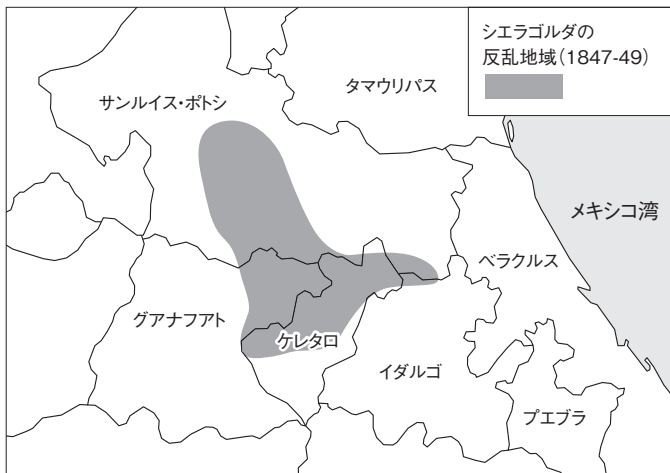 シエラゴルダの
反乱地域(1847-49)
タマウリパス
サンルイス・ポトシ
メキシコ湾
ベラクルス
グアナフアト
ケレタロ
イダルゴ
プエブラ